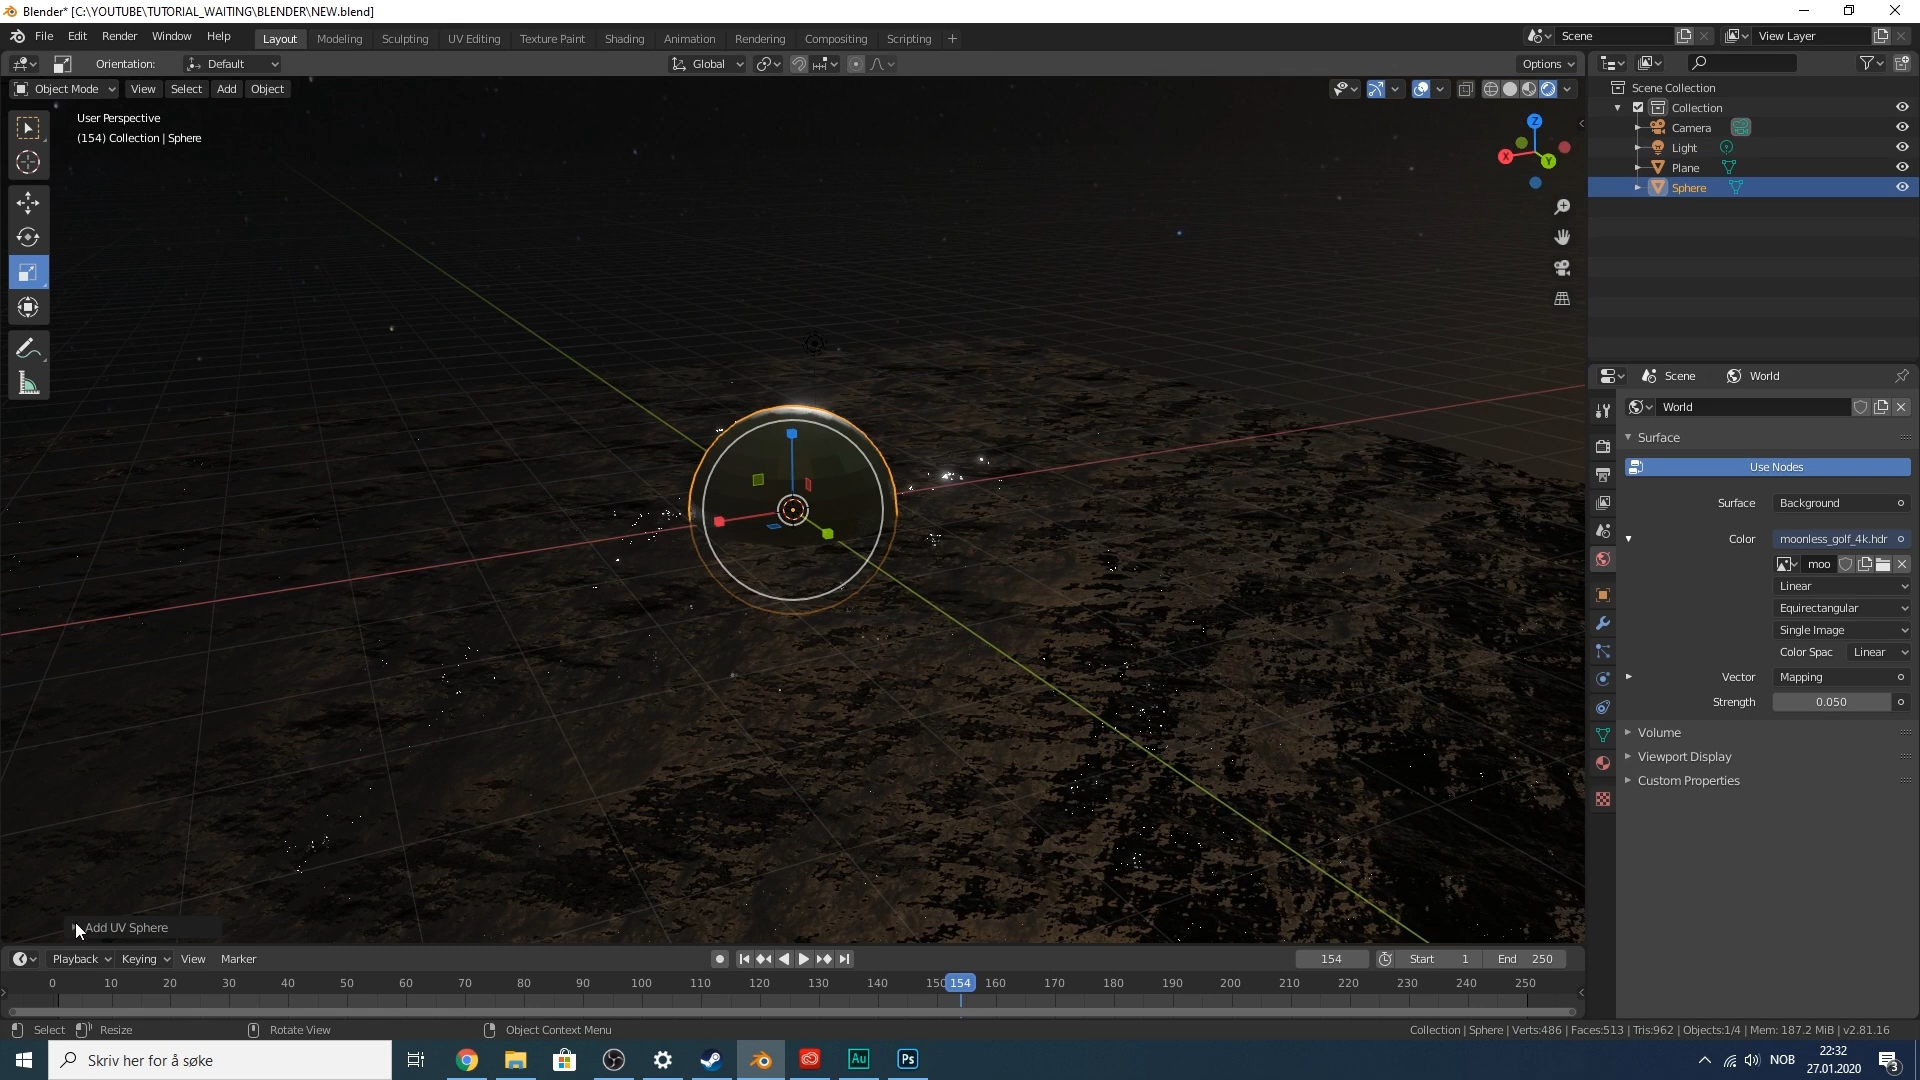 Blender* [C:\YOUTUBE\TUTORIAL_WAITING\BLENDER\NEW.blend]
File Edit Render Window Help Layout Modeling Sculpting UV Editing Texture Paint Shading Animation Rendering Compositing Scripting + Scene View Layer
Orientation: Default Global Options
Object Mode View Select Add Object
User Perspective
(154) Collection | Sphere
Z
X
Y
Scene Collection
Collection
Camera
Light
Plane
Sphere
Scene World
World
Surface
Use Nodes
Surface Background
Color moonless_golf_4k.hdr
moo
Linear
Equirectangular
Single Image
Color Spac Linear
Vector Mapping
Strength 0.050
Volume
Viewport Display
Custom Properties
Add UV Sphere
Playback Keying View Marker 154 Start 1 End 250
0 10 20 30 40 50 60 70 80 90 100 110 120 130 140 150 154 160 170 180 190 200 210 220 230 240 250
Select Resize Rotate View Object Context Menu Collection | Sphere | Verts:486 | Faces:513 | Tris:962 | Objects:1/4 | Mem: 187.2 MiB | v2.81.16
Skriv her for å søke Au Ps NOB 22:32
27.01.2020 3